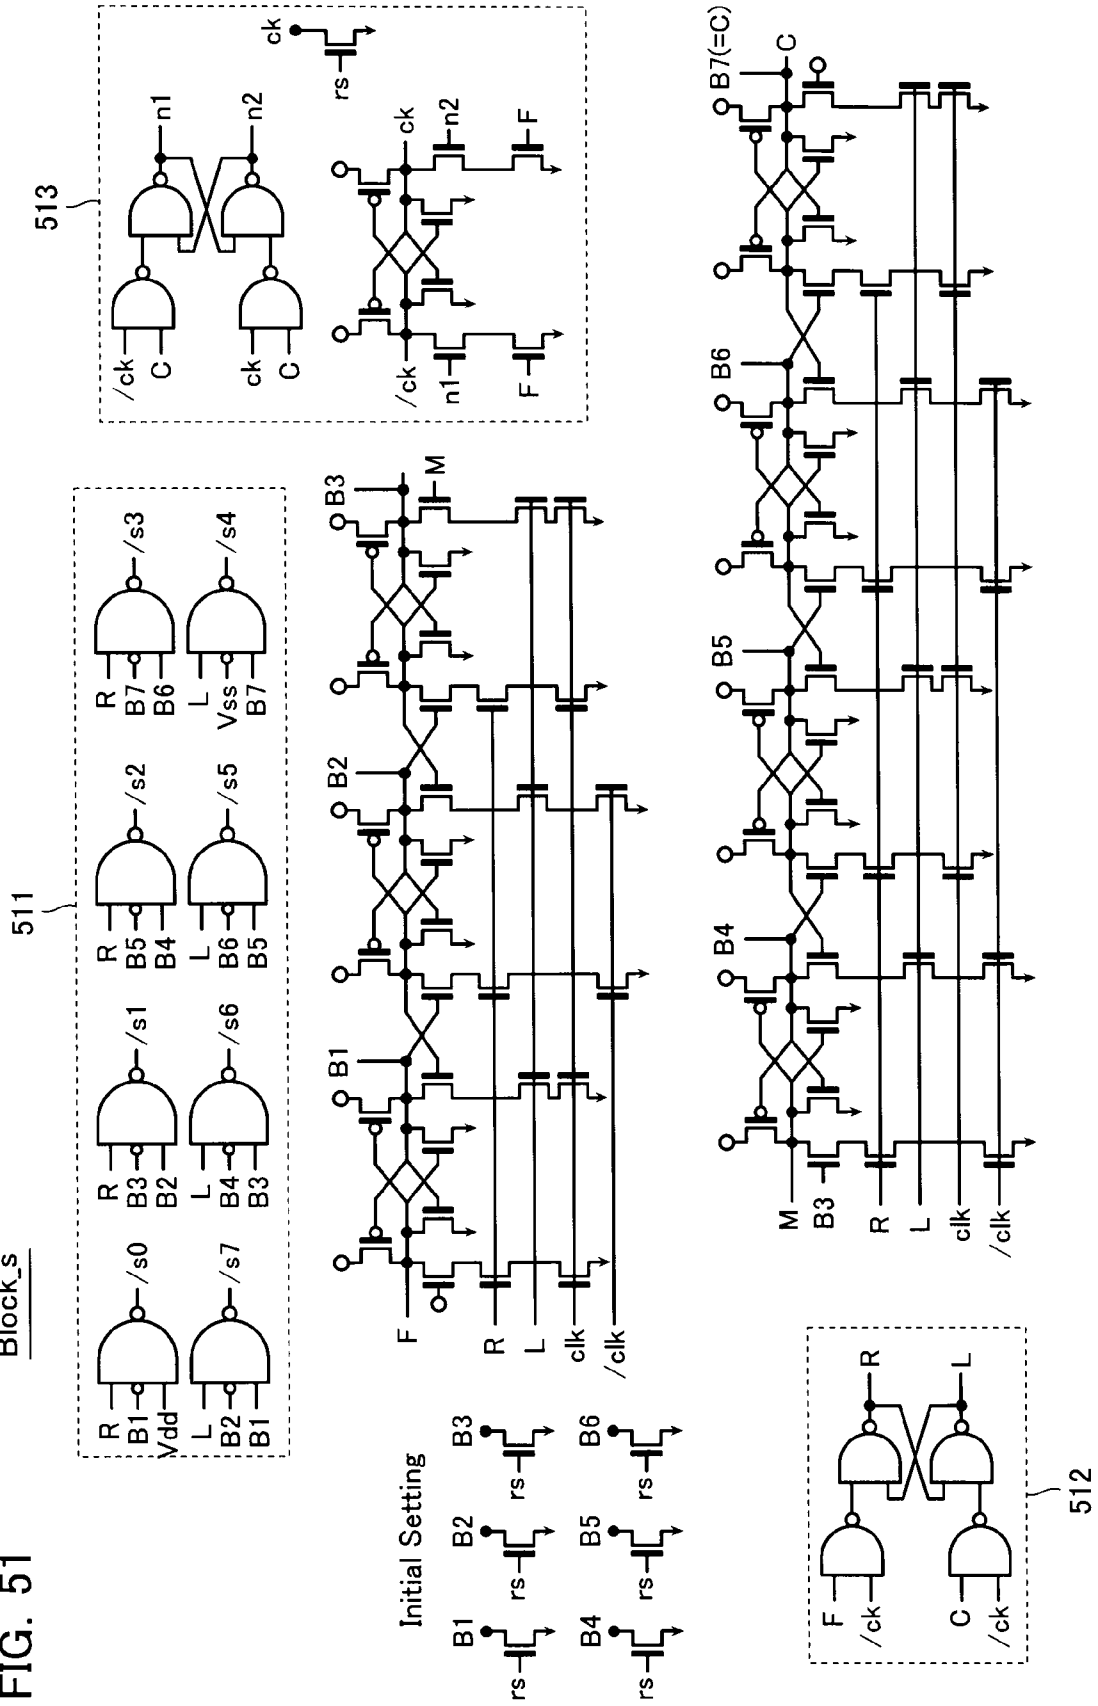 FIG. 51
Block_s
511
R
B1
Vdd
/s0
R
B3
B2
/s1
R
B5
B4
/s2
R
B7
B6
/s3
L
B2
B1
/s7
L
B4
B3
/s6
L
B6
B5
/s5
L
Vss
B7
/s4
513
/ck
C
n1
ck
C
n2
ck
rs
/ck
ck
n1
n2
F
F
Initial Setting
B1
rs
B2
rs
B3
rs
B4
rs
B5
rs
B6
rs
F
B1
B2
B3
M
R
L
clk
/clk
512
F
/ck
R
C
/ck
L
M
B3
B4
B5
B6
B7(=C)
C
R
L
clk
/clk